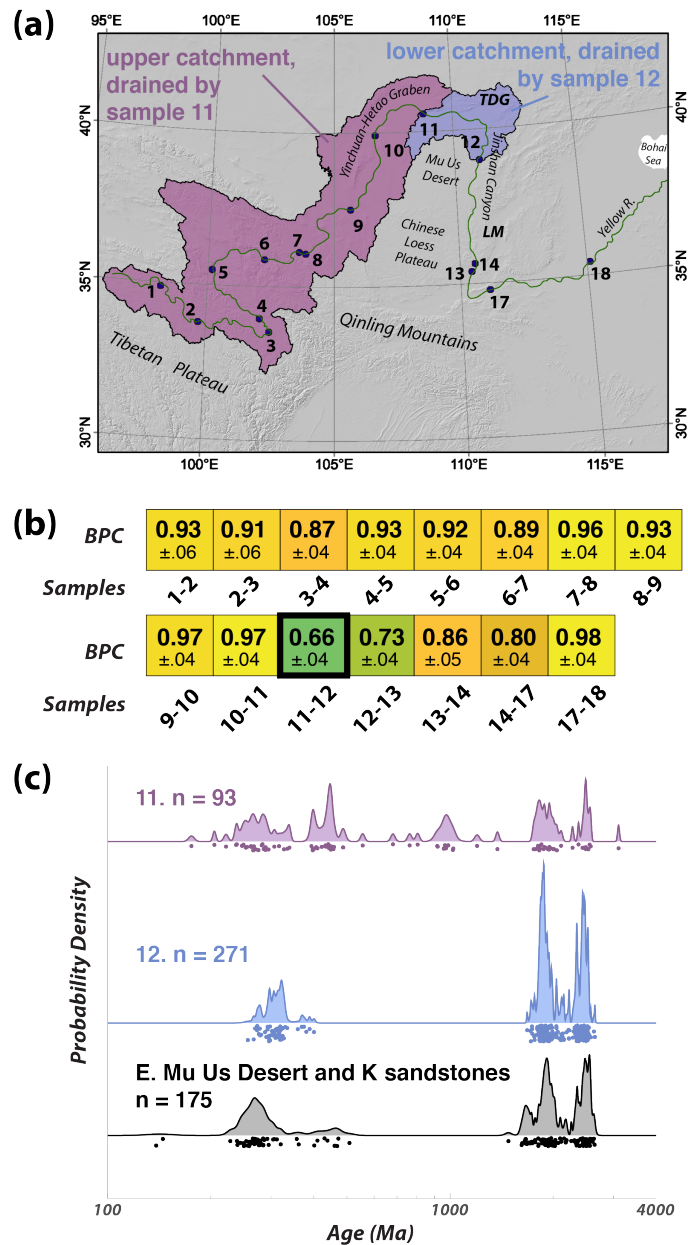 (a)
95°E 100°E 105°E 110°E 115°E
upper catchment,
drained by
sample 11
lower catchment, drained
by sample 12
40°N
40°N
TDG
Yinchuan-Hetao Graben
11
12
10
Mu Us
Desert
Jinshan Canyon
Bohai
Sea
9
Chinese
Loess
Plateau
LM
Yellow R.
7
6
8
5
14
13
18
35°N
35°N
1
17
4
2
3
Qinling Mountains
Tibetan Plateau
30°N
30°N
100°E 105°E 110°E 115°E
(b)
BPC 0.93 0.91 0.87 0.93 0.92 0.89 0.96 0.93
±.06 ±.06 ±.04 ±.04 ±.04 ±.04 ±.04 ±.04
Samples 1-2 2-3 3-4 4-5 5-6 6-7 7-8 8-9
BPC 0.97 0.97 0.66 0.73 0.86 0.80 0.98
±.04 ±.04 ±.04 ±.04 ±.05 ±.04 ±.04
Samples 9-10 10-11 11-12 12-13 13-14 14-17 17-18
(c)
11. n = 93
12. n = 271
E. Mu Us Desert and K sandstones
n = 175
Probability Density
100 1000 4000
Age (Ma)